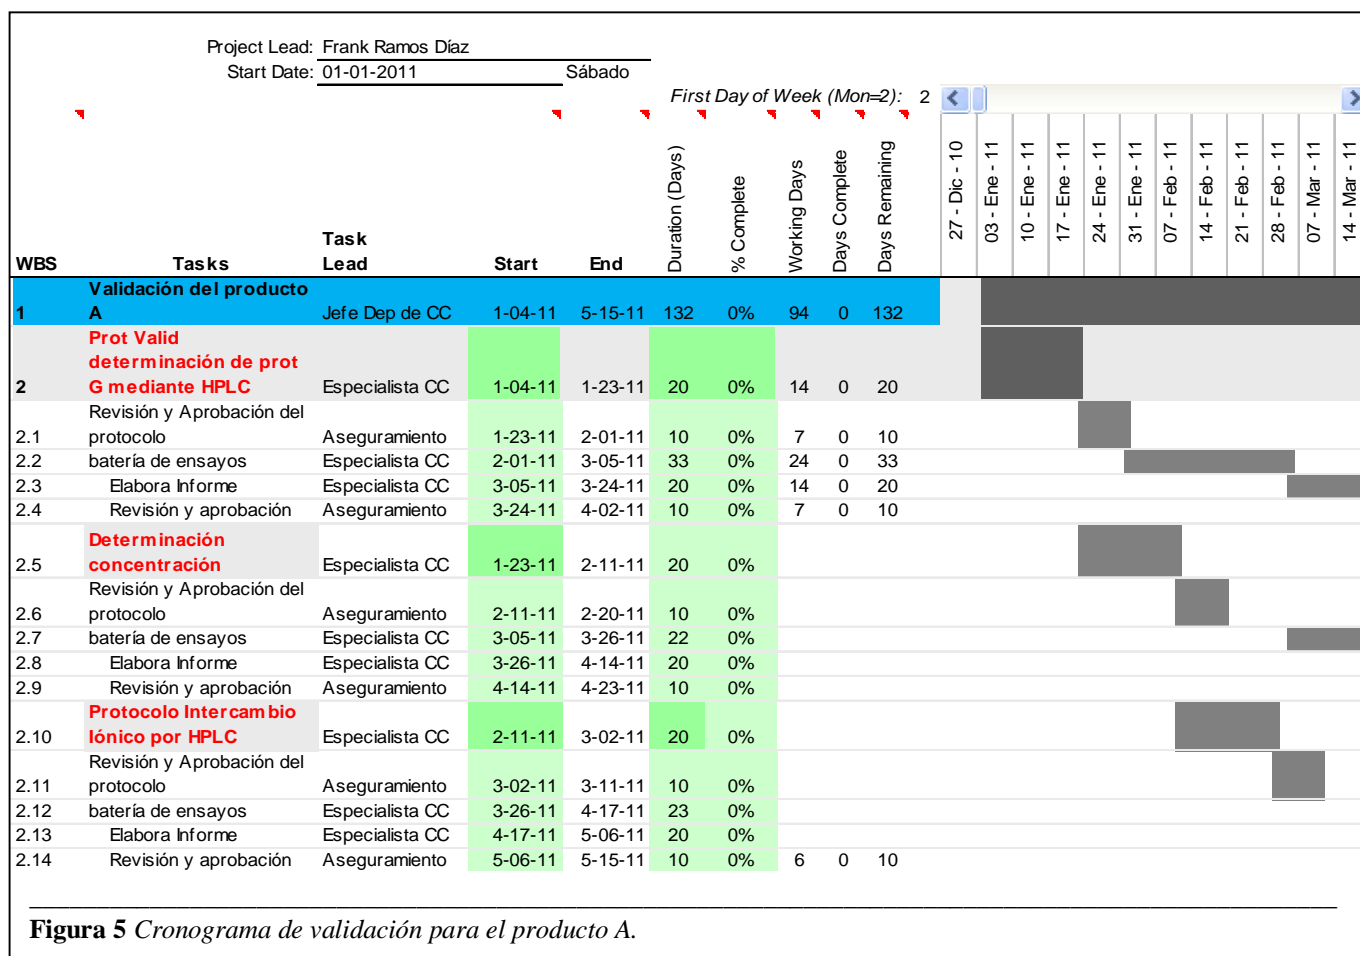 Project Lead: Frank Ramos Díaz
Start Date: 01-01-2011 Sábado
First Day of Week (Mon=2): 2
WBS Tasks Task Lead Start End Duration (Days) % Complete Working Days Days Complete Days Remaining 27 - Dic - 10 03 - Ene - 11 10 - Ene - 11 17 - Ene - 11 24 - Ene - 11 31 - Ene - 11 07 - Feb - 11 14 - Feb - 11 21 - Feb - 11 28 - Feb - 11 07 - Mar - 11 14 - Mar - 11
Validación del producto
1 A Jefe Dep de CC 1-04-11 5-15-11 132 0% 94 0 132
Prot Valid
determinación de prot
2 G mediante HPLC Especialista CC 1-04-11 1-23-11 20 0% 14 0 20
Revisión y Aprobación del
2.1 protocolo Aseguramiento 1-23-11 2-01-11 10 0% 7 0 10
2.2 batería de ensayos Especialista CC 2-01-11 3-05-11 33 0% 24 0 33
2.3 Elabora Informe Especialista CC 3-05-11 3-24-11 20 0% 14 0 20
2.4 Revisión y aprobación Aseguramiento 3-24-11 4-02-11 10 0% 7 0 10
Determinación
2.5 concentración Especialista CC 1-23-11 2-11-11 20 0%
Revisión y Aprobación del
2.6 protocolo Aseguramiento 2-11-11 2-20-11 10 0%
2.7 batería de ensayos Especialista CC 3-05-11 3-26-11 22 0%
2.8 Elabora Informe Especialista CC 3-26-11 4-14-11 20 0%
2.9 Revisión y aprobación Aseguramiento 4-14-11 4-23-11 10 0%
Protocolo Intercambio
2.10 Iónico por HPLC Especialista CC 2-11-11 3-02-11 20 0%
Revisión y Aprobación del
2.11 protocolo Aseguramiento 3-02-11 3-11-11 10 0%
2.12 batería de ensayos Especialista CC 3-26-11 4-17-11 23 0%
2.13 Elabora Informe Especialista CC 4-17-11 5-06-11 20 0%
2.14 Revisión y aprobación Aseguramiento 5-06-11 5-15-11 10 0% 6 0 10
Figura 5 Cronograma de validación para el producto A.